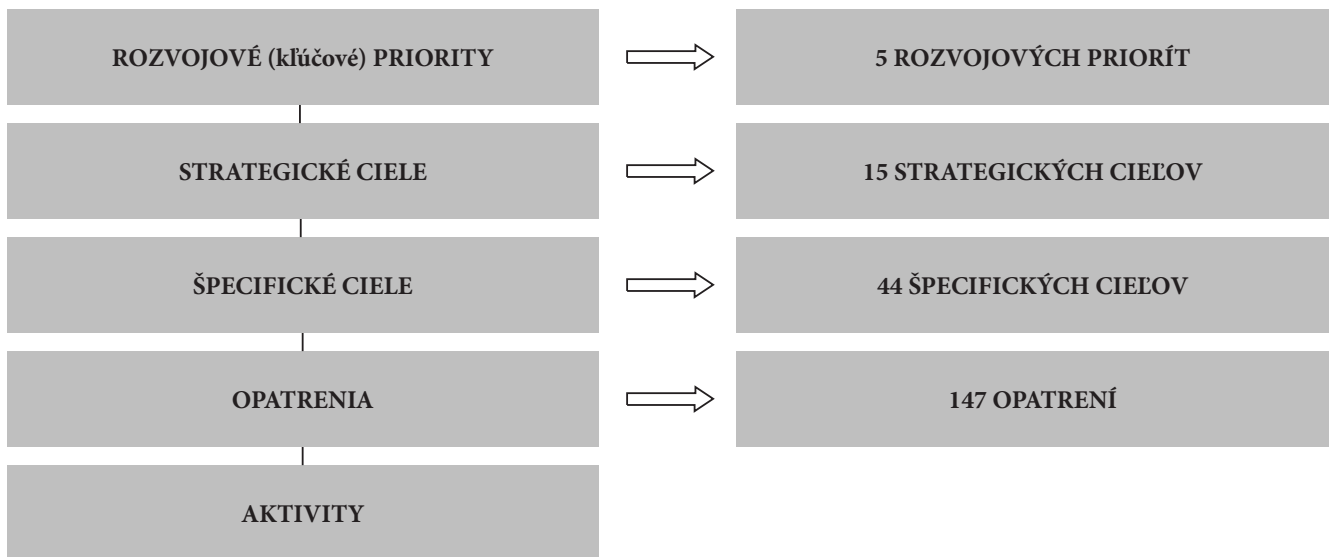 ROZVOJOVÉ (kľúčové) PRIORITY
5 ROZVOJOVÝCH PRIORÍT
STRATEGICKÉ CIELE
15 STRATEGICKÝCH CIEĽOV
ŠPECIFICKÉ CIELE
44 ŠPECIFICKÝCH CIEĽOV
OPATRENIA
147 OPATRENÍ
AKTIVITY